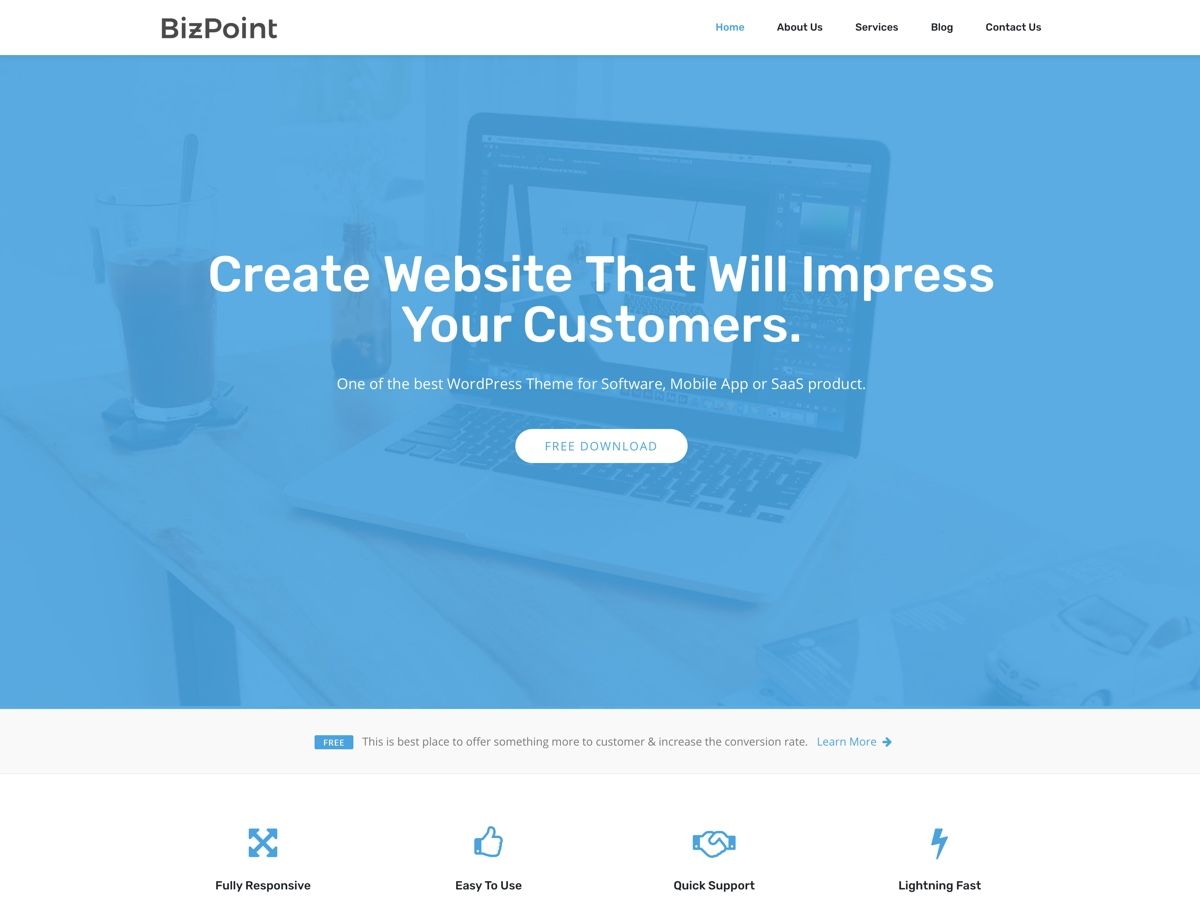 BizPoint
Home
About Us
Services
Blog
Contact Us
Create Website That Will Impress
Your Customers.
One of the best WordPress Theme for Software, Mobile App or SaaS product.
FREE DOWNLOAD
FREE
This is best place to offer something more to customer & increase the conversion rate.
Learn More
Fully Responsive
Easy To Use
Quick Support
Lightning Fast